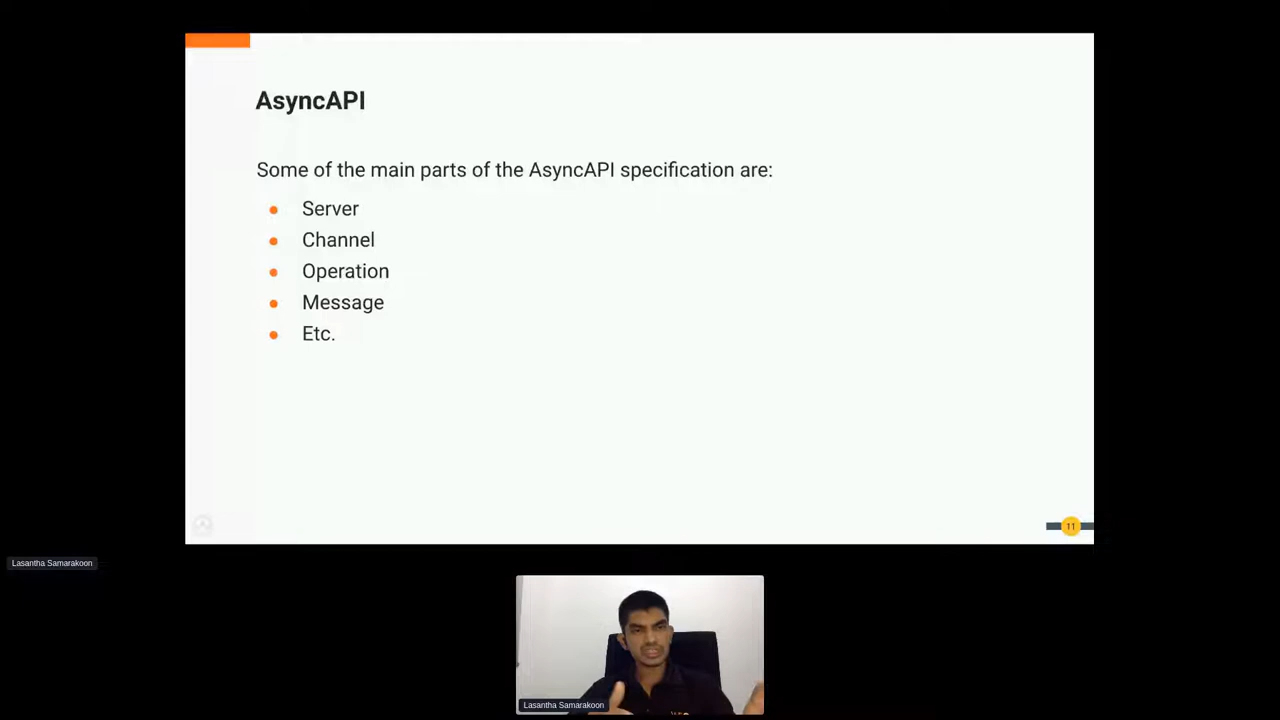 AsyncAPI
Some of the main parts of the AsyncAPI specification are:
Server
Channel
Operation
Message
Etc.
11
Lasantha Samarakoon
Lasantha Samarakoon